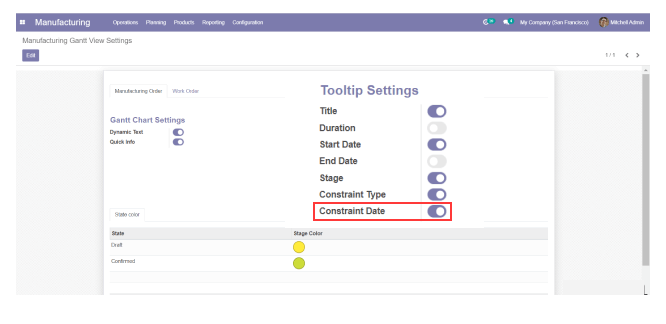 Manufacturing Operations Planning Products Reporting Configuration My Company (San Francisco) Mitchell Admin
Manufacturing Gantt View Settings
Edit
1 / 1
Manufacturing Order Work Order
Tooltip Settings
Title
Duration
Start Date
End Date
Stage
Constraint Type
Constraint Date
Gantt Chart Settings
Dynamic Text
Quick Info
State color
State Stage Color
Draft
Confirmed